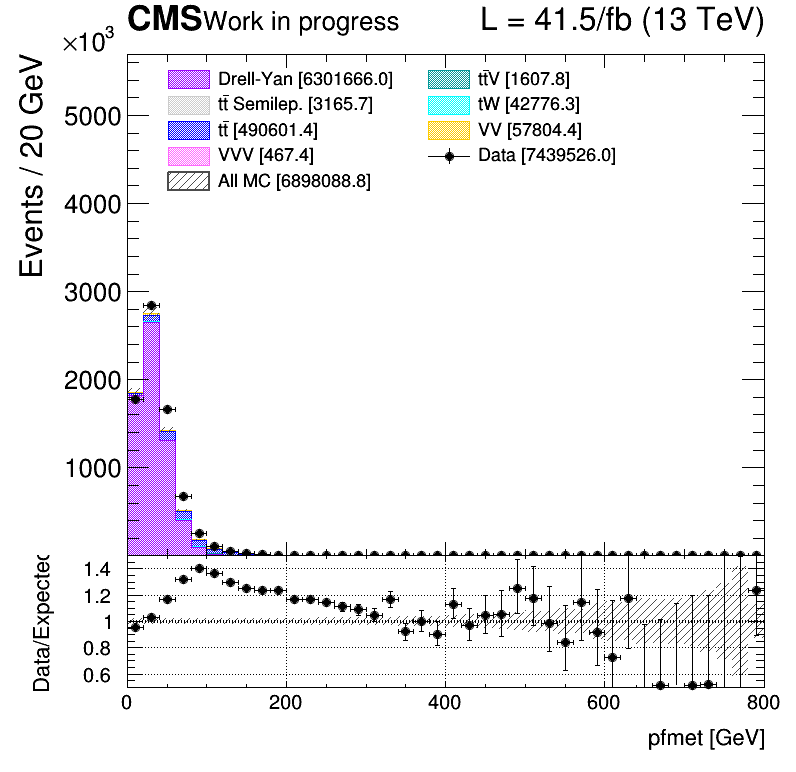 CMS Work in progress L = 41.5/fb (13 TeV)
×10³
Drell-Yan [6301666.0]
tt̄ Semilep. [3165.7]
tt̄ [490601.4]
VVV [467.4]
All MC [6898088.8]
tt̄V [1607.8]
tW [42776.3]
VV [57804.4]
Data [7439526.0]
Events / 20 GeV
5000
4000
3000
2000
1000
Data/Expected
1.4
1.2
1
0.8
0.6
0 200 400 600 800
pfmet [GeV]